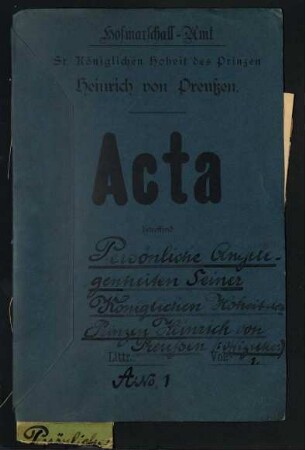 Hofmarschall-Amt
Sr. Königlichen Hoheit des Prinzen
Heinrich von Preußen.
Acta
betreffend
Persönliche Angele-
genheiten Seiner
Königlichen Hoheit des
Prinzen Heinrich von
Preußen
Littr. Vol. 1.
A No. 1
Persönliches